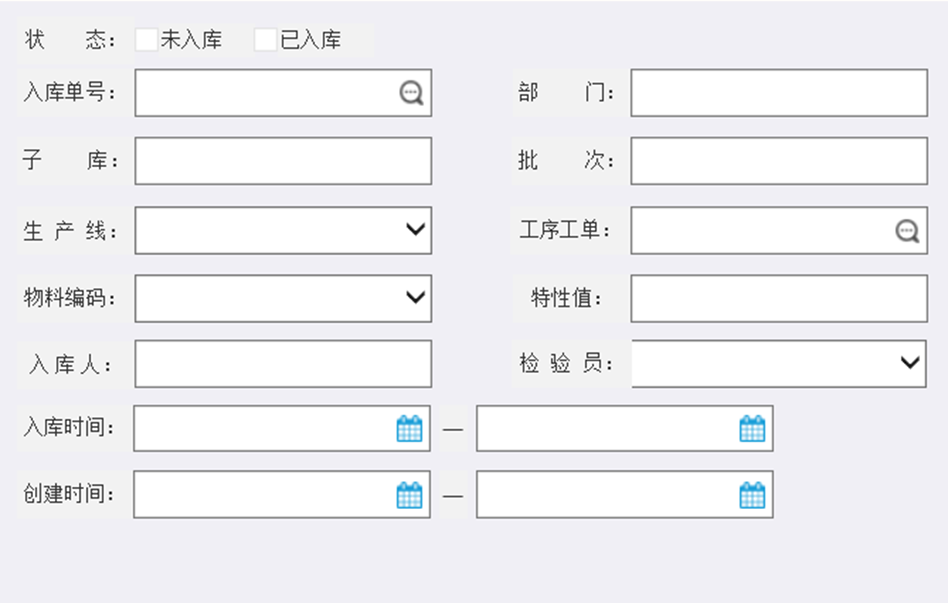 状 态： 未入库 已入库
入库单号： 部 门：
子 库： 批 次：
生 产 线： 工序工单：
物料编码： 特性值：
入 库 人： 检 验 员：
入库时间： —
创建时间： —